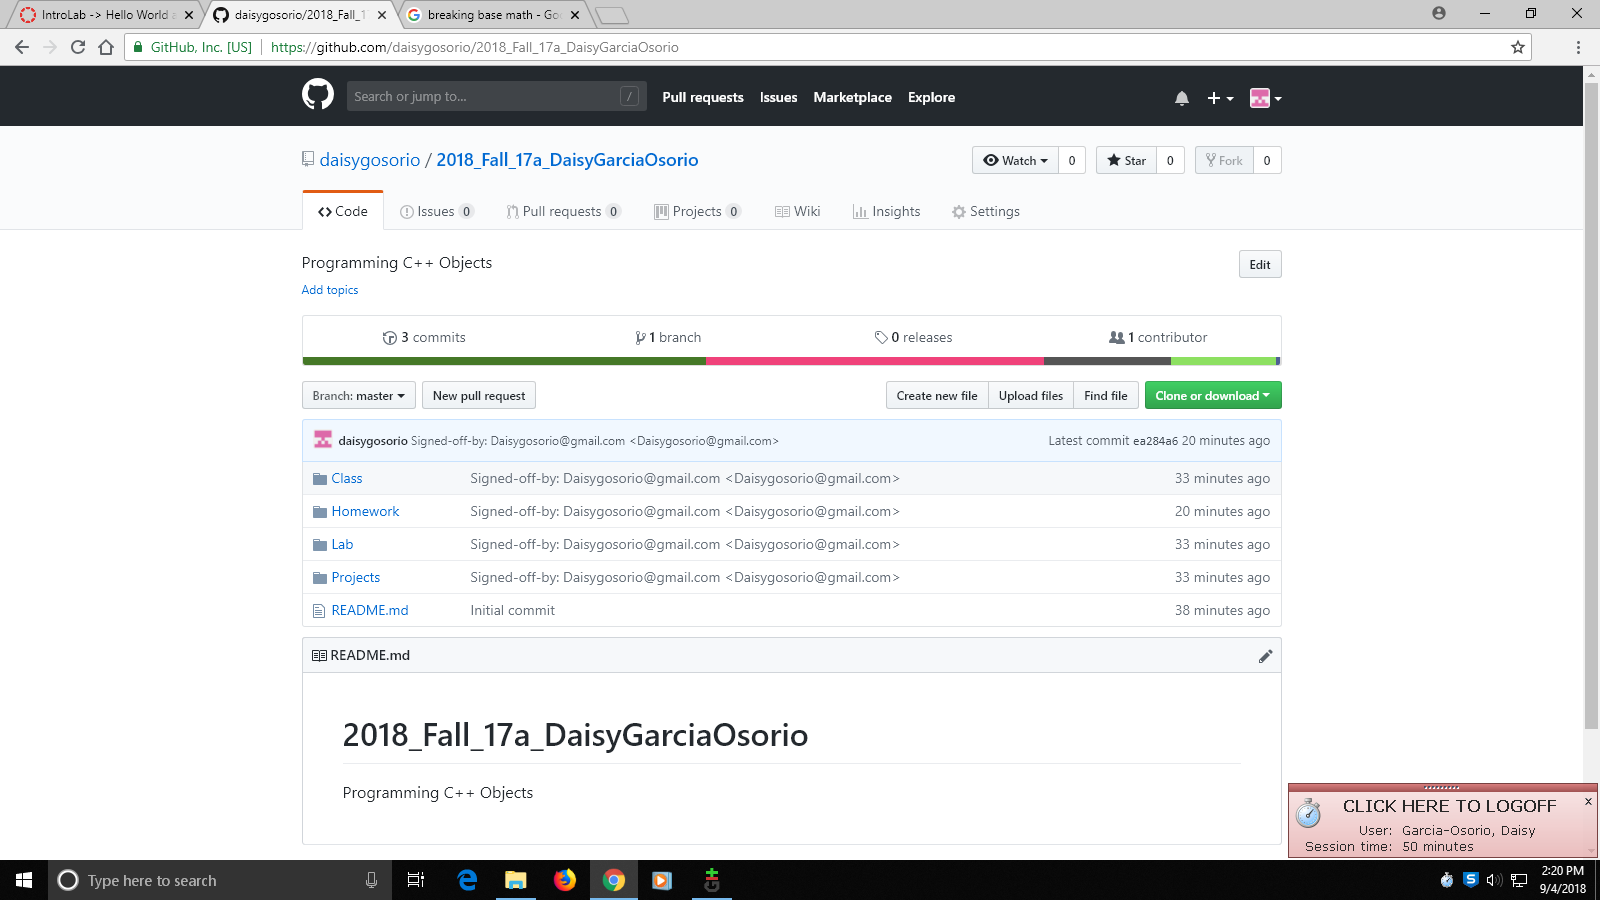 IntroLab -> Hello World a
daisygosorio/2018_Fall_1
breaking base math - Goo
GitHub, Inc. [US] https://github.com/daisygosorio/2018_Fall_17a_DaisyGarciaOsorio
Search or jump to... / Pull requests Issues Marketplace Explore
daisygosorio / 2018_Fall_17a_DaisyGarciaOsorio
Watch 0 Star 0 Fork 0
Code Issues 0 Pull requests 0 Projects 0 Wiki Insights Settings
Programming C++ Objects
Edit
Add topics
3 commits 1 branch 0 releases 1 contributor
Branch: master New pull request Create new file Upload files Find file Clone or download
daisygosorio Signed-off-by: Daisygosorio@gmail.com <Daisygosorio@gmail.com> Latest commit ea284a6 20 minutes ago
Class Signed-off-by: Daisygosorio@gmail.com <Daisygosorio@gmail.com> 33 minutes ago
Homework Signed-off-by: Daisygosorio@gmail.com <Daisygosorio@gmail.com> 20 minutes ago
Lab Signed-off-by: Daisygosorio@gmail.com <Daisygosorio@gmail.com> 33 minutes ago
Projects Signed-off-by: Daisygosorio@gmail.com <Daisygosorio@gmail.com> 33 minutes ago
README.md Initial commit 38 minutes ago
README.md
2018_Fall_17a_DaisyGarciaOsorio
Programming C++ Objects
CLICK HERE TO LOGOFF
User: Garcia-Osorio, Daisy
Session time: 50 minutes
Type here to search
2:20 PM
9/4/2018